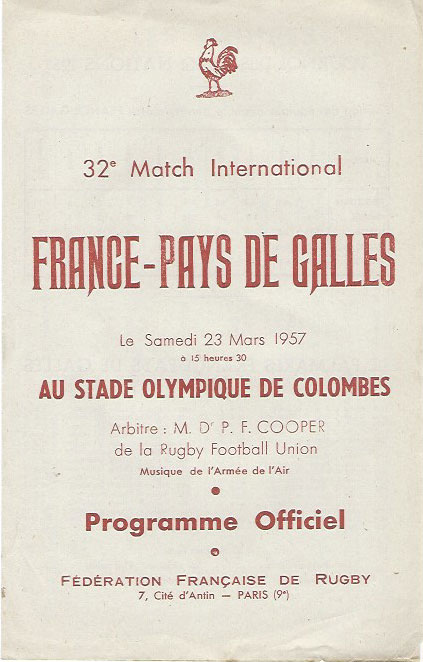 32e Match International
FRANCE-PAYS DE GALLES
Le Samedi 23 Mars 1957
à 15 heures 30
AU STADE OLYMPIQUE DE COLOMBES
Arbitre : M. Dr P. F. COOPER
de la Rugby Football Union
Musique de l'Armée de l'Air
Programme Officiel
FÉDÉRATION FRANÇAISE DE RUGBY
7, Cité d'Antin — PARIS (9e)